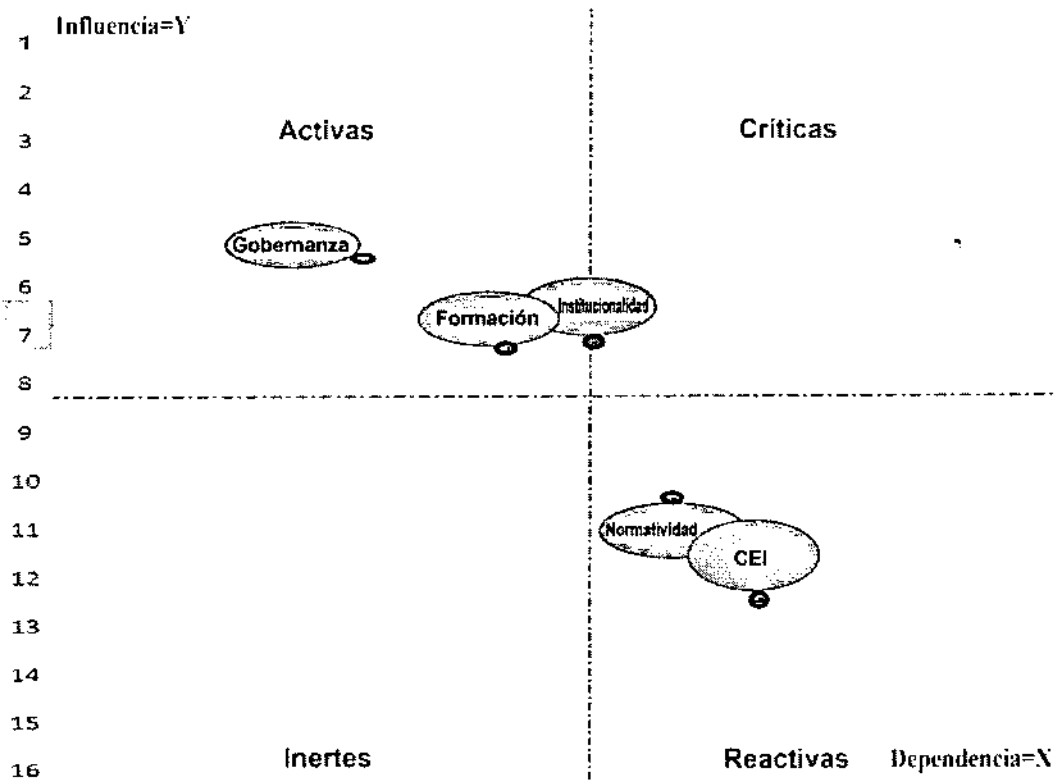 Influencia=Y
1
2
Activas Críticas
3
4
5
Gobernanza
6
Institucionalidad
Formación
7
8
9
10
11
Normatividad
CEI
12
13
14
15
Inertes Reactivas Dependencia=X
16